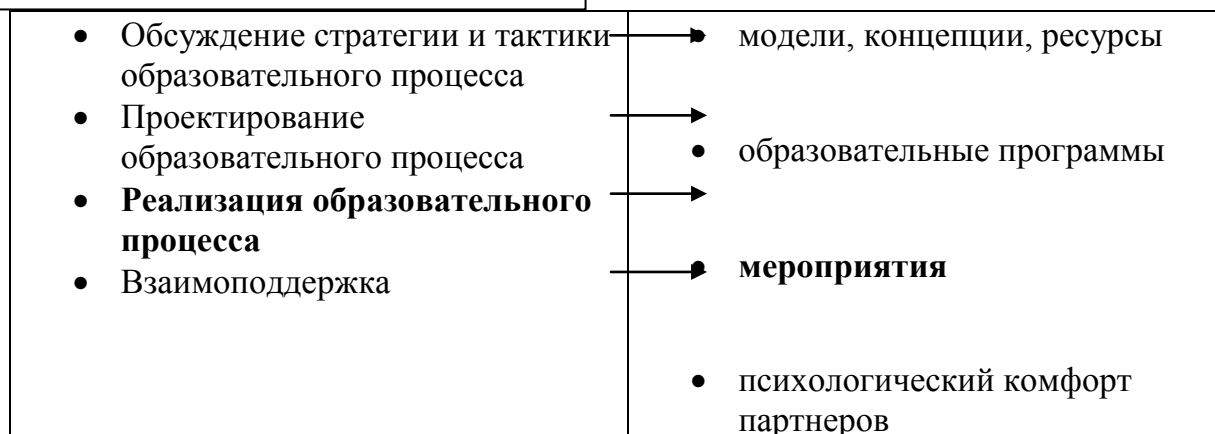 • Обсуждение стратегии и тактики
образовательного процесса
• Проектирование
образовательного процесса
• Реализация образовательного
процесса
• Взаимоподдержка
• модели, концепции, ресурсы
• образовательные программы
• мероприятия
• психологический комфорт
партнеров